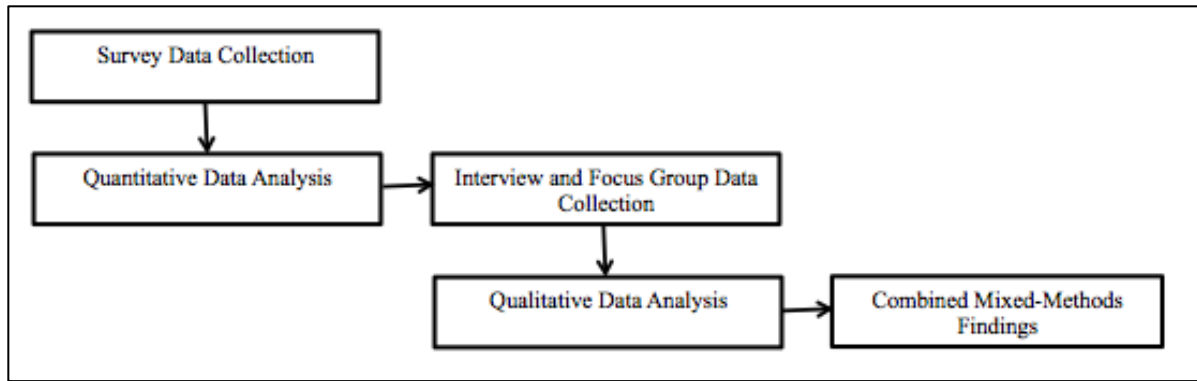 Survey Data Collection
Quantitative Data Analysis
Interview and Focus Group Data
Collection
Qualitative Data Analysis
Combined Mixed-Methods
Findings